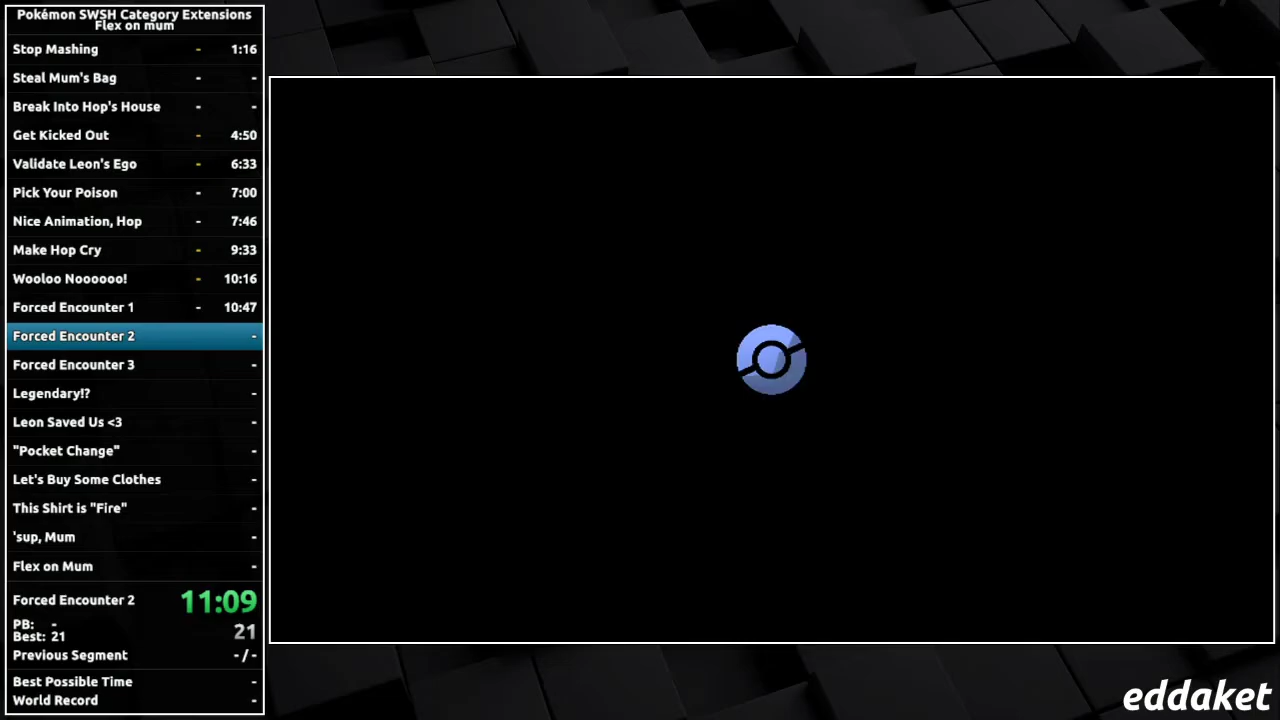 Pokémon SWSH Category Extensions
Flex on mum
Stop Mashing - 1:16
Steal Mum's Bag - -
Break Into Hop's House - -
Get Kicked Out - 4:50
Validate Leon's Ego - 6:33
Pick Your Poison - 7:00
Nice Animation, Hop - 7:46
Make Hop Cry - 9:33
Wooloo Noooooo! - 10:16
Forced Encounter 1 - 10:47
Forced Encounter 2 -
Forced Encounter 3 -
Legendary!? -
Leon Saved Us <3 -
"Pocket Change" -
Let's Buy Some Clothes -
This Shirt is "Fire" -
'sup, Mum -
Flex on Mum -
Forced Encounter 2 11:09
PB: -
Best: 21 21
Previous Segment - / -
Best Possible Time -
World Record -
eddaket